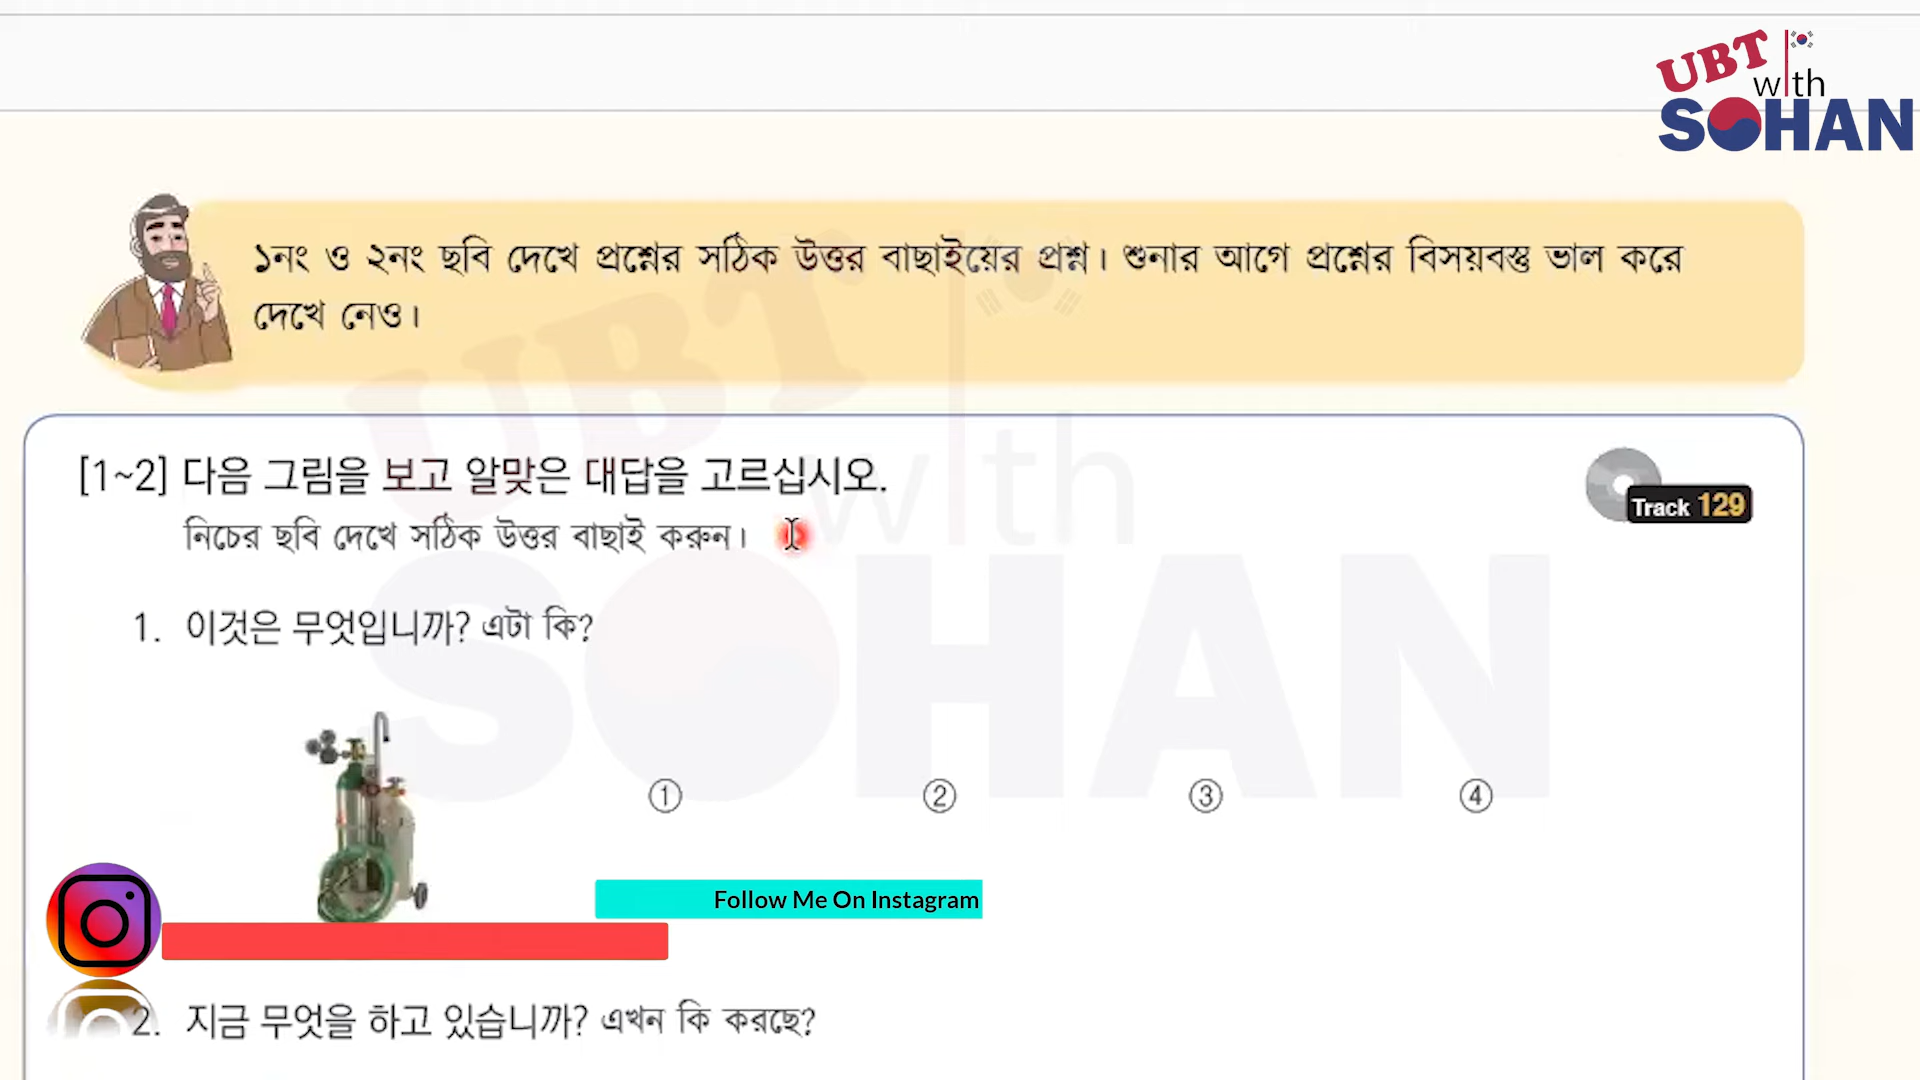 UBT
with
SOHAN
১নং ও ২নং ছবি দেখে প্রশ্নের সঠিক উত্তর বাছাইয়ের প্রশ্ন। শুনার আগে প্রশ্নের বিসয়বস্তু ভাল করে
দেখে নেও।
[1~2] 다음 그림을 보고 알맞은 대답을 고르십시오.
Track 129
নিচের ছবি দেখে সঠিক উত্তর বাছাই করুন।
1. 이것은 무엇입니까? এটা কি?
① ② ③ ④
Follow Me On Instagram
2. 지금 무엇을 하고 있습니까? এখন কি করছে?
UBT
with
SOHAN